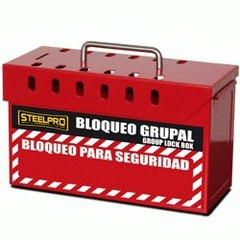 STEELPRO
BLOQUEO GRUPAL
GROUP LOCK BOX
BLOQUEO PARA SEGURIDAD